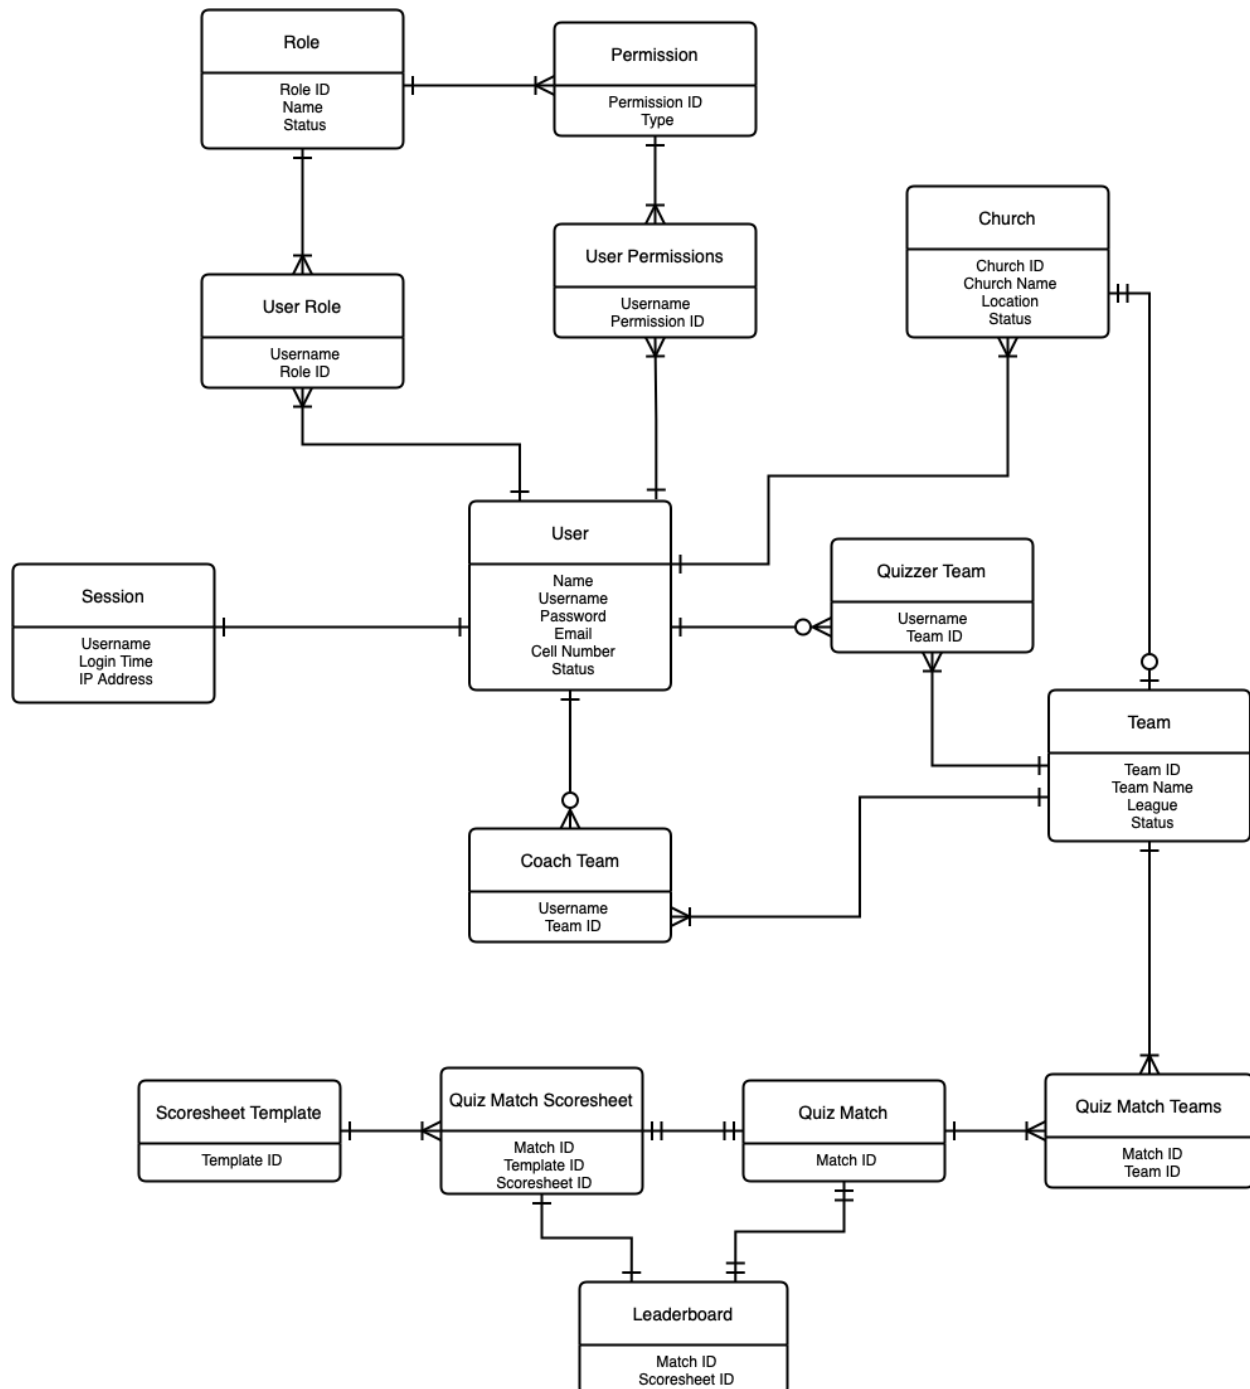 Role
Role ID
Name
Status
Permission
Permission ID
Type
Church
Church ID
Church Name
Location
Status
User Permissions
Username
Permission ID
User Role
Username
Role ID
User
Name
Username
Password
Email
Cell Number
Status
Quizzer Team
Username
Team ID
Session
Username
Login Time
IP Address
Team
Team ID
Team Name
League
Status
Coach Team
Username
Team ID
Scoresheet Template
Template ID
Quiz Match Scoresheet
Match ID
Template ID
Scoresheet ID
Quiz Match
Match ID
Quiz Match Teams
Match ID
Team ID
Leaderboard
Match ID
Scoresheet ID